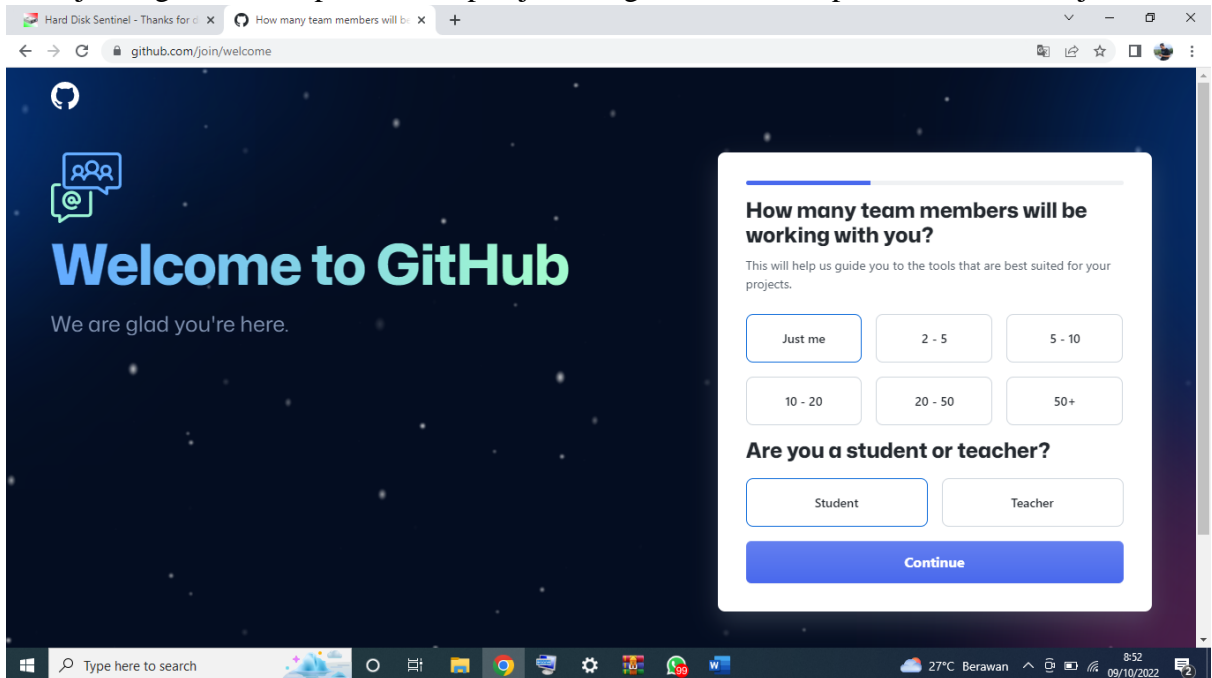 Hard Disk Sentinel - Thanks for d
How many team members will be
github.com/join/welcome
@
Welcome to GitHub
We are glad you're here.
How many team members will be
working with you?
This will help us guide you to the tools that are best suited for your
projects.
Just me
2 - 5
5 - 10
10 - 20
20 - 50
50+
Are you a student or teacher?
Student
Teacher
Continue
Type here to search
99
W
27°C Berawan
8:52
09/10/2022
2